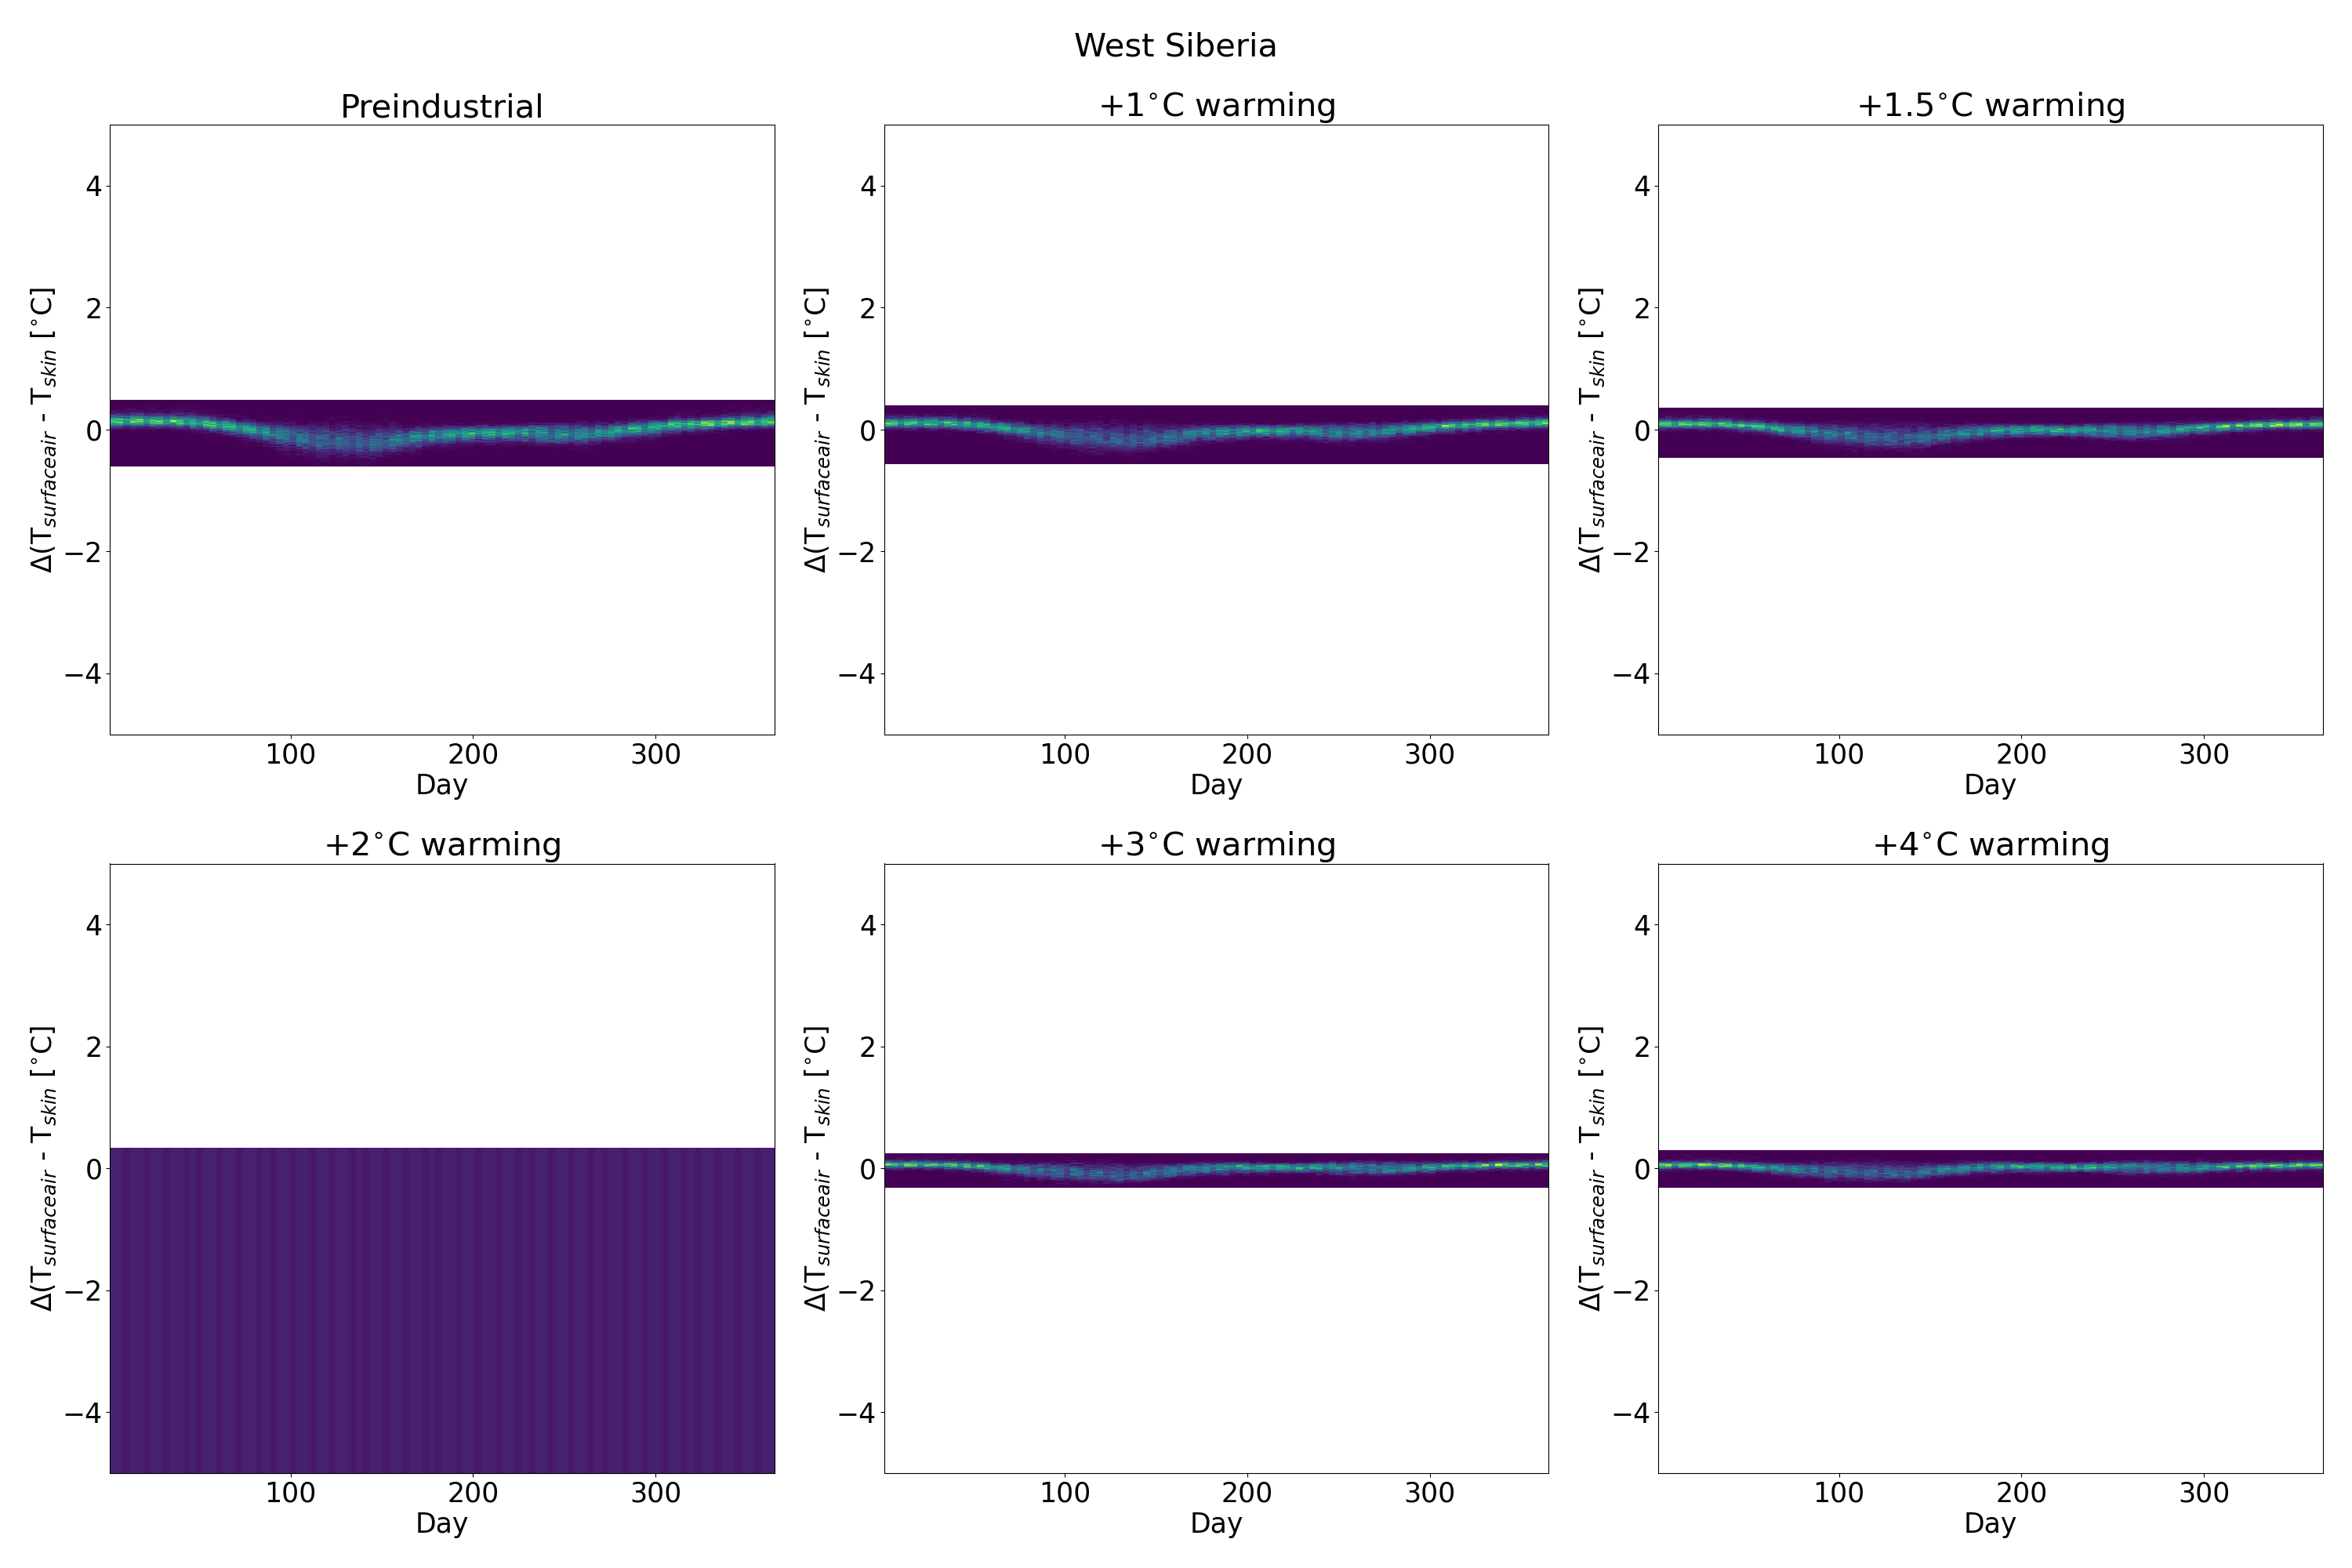 West Siberia
Preindustrial
+1°C warming
+1.5°C warming
4
2
0
−2
−4
Δ(T_surfaceair - T_skin [°C]
100 200 300
Day
4
2
0
−2
−4
Δ(T_surfaceair - T_skin [°C]
100 200 300
Day
4
2
0
−2
−4
Δ(T_surfaceair - T_skin [°C]
100 200 300
Day
+2°C warming
+3°C warming
+4°C warming
4
2
0
−2
−4
Δ(T_surfaceair - T_skin [°C]
100 200 300
Day
4
2
0
−2
−4
Δ(T_surfaceair - T_skin [°C]
100 200 300
Day
4
2
0
−2
−4
Δ(T_surfaceair - T_skin [°C]
100 200 300
Day